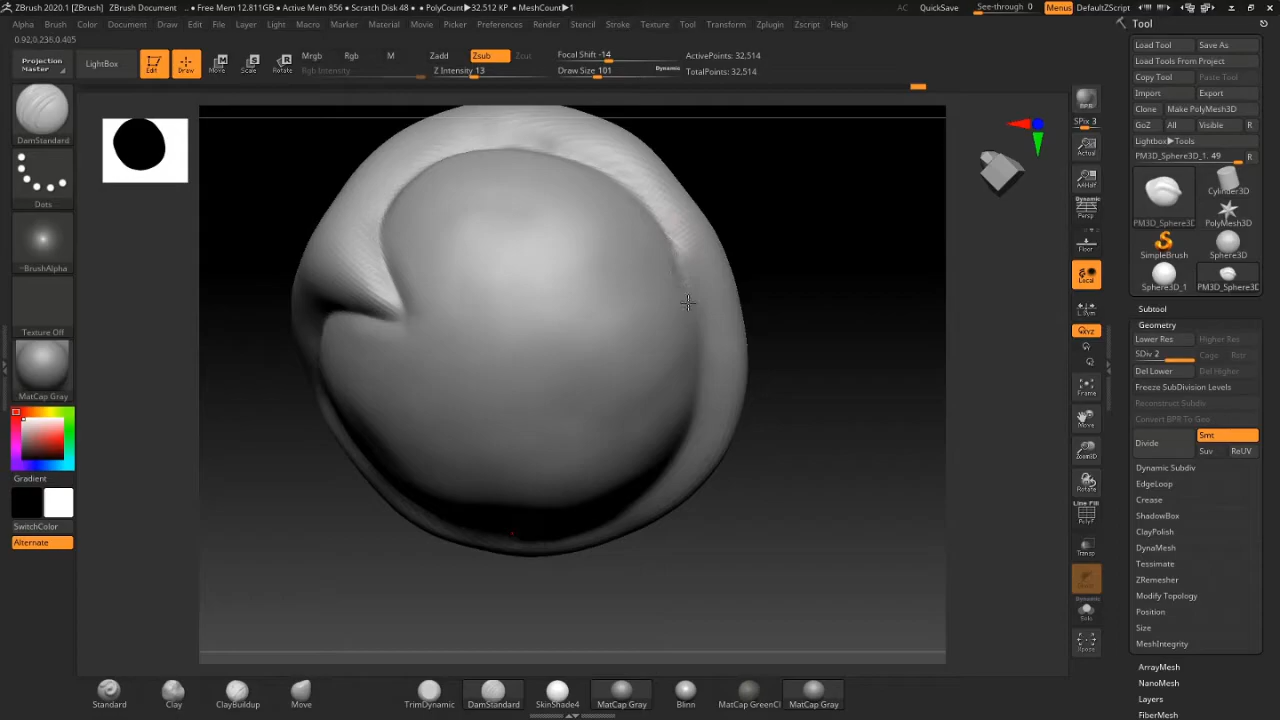 ZBrush 2020.1 [ZBrush] ZBrush Document • Free Mem 12.811GB • Active Mem 856 • Scratch Disk 48 • PolyCount▶32.512 KP • MeshCount▶1 AC QuickSave See-through 0 Menus DefaultZScript
Alpha Brush Color Document Draw Edit File Layer Light Macro Marker Material Movie Picker Preferences Render Stencil Stroke Texture Tool Transform Zplugin Zscript Help
0.92,0.236,0.405
Projection
Master
LightBox
Edit
Draw
Move
Scale
Rotate
Mrgb Rgb M
Rgb Intensity
Zadd Zsub Zcut
Z Intensity 13
Focal Shift -14
Draw Size 101
Dynamic
ActivePoints: 32,514
TotalPoints: 32,514
DamStandard
Dots
~BrushAlpha
Texture Off
MatCap Gray
Gradient
SwitchColor
Alternate
BPR
SPix 3
Actual
AAHalf
Dynamic
Persp
Floor
Local
L.Sym
Frame
Move
Zoom3D
Rotate
Line Fill
PolyF
Transp
Dynamic
Solo
Xpose
Tool
Load Tool Save As
Load Tools From Project
Copy Tool Paste Tool
Import Export
Clone Make PolyMesh3D
GoZ All Visible R
Lightbox▶Tools
PM3D_Sphere3D_1. 49 R
PM3D_Sphere3D
Cylinder3D
PolyMesh3D
SimpleBrush Sphere3D
Sphere3D_1 PM3D_Sphere3D
Subtool
Geometry
Lower Res Higher Res
SDiv 2 Cage Rstr
Del Lower Del Higher
Freeze SubDivision Levels
Reconstruct Subdiv
Convert BPR To Geo
Divide
Smt
Suv ReUV
Dynamic Subdiv
EdgeLoop
Crease
ShadowBox
ClayPolish
DynaMesh
Tessimate
ZRemesher
Modify Topology
Position
Size
MeshIntegrity
ArrayMesh
NanoMesh
Layers
FiberMesh
Standard Clay ClayBuildup Move TrimDynamic DamStandard SkinShade4 MatCap Gray Blinn MatCap GreenCl MatCap Gray